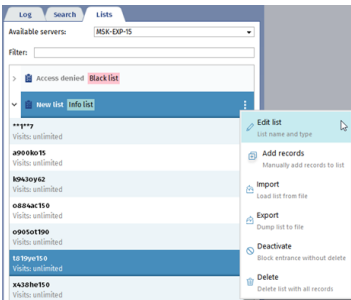 Log Search Lists
Available servers: MSK-EXP-15
Filter:
Access denied Black list
New list Info list
**1**7
Visits: unlimited
a900ko15
Visits: unlimited
k943oy62
Visits: unlimited
o884ac150
Visits: unlimited
o905ot190
Visits: unlimited
t819ye150
Visits: unlimited
x438he150
Visits: unlimited
Edit list
List name and type
Add records
Manually add records to list
Import
Load list from file
Export
Dump list to file
Deactivate
Block entrance without delete
Delete
Delete list with all records